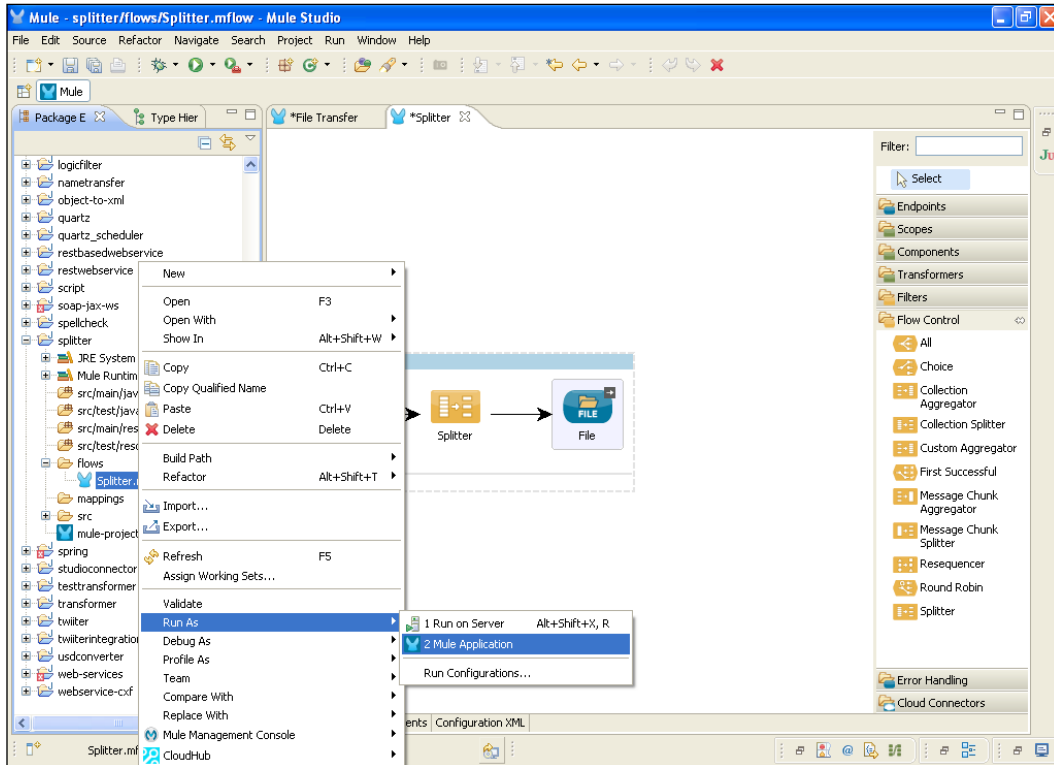 Mule - splitter/flows/Splitter.mflow - Mule Studio
File Edit Source Refactor Navigate Search Project Run Window Help
Mule
Package E
Type Hier
*File Transfer
*Splitter
logicfilter
nametransfer
object-to-xml
quartz
quartz_scheduler
restbasedwebservice
restwebservice
script
soap-jax-ws
spellcheck
splitter
JRE System
Mule Runtim
src/main/jav
src/test/java
src/main/res
src/test/reso
flows
Splitter.
mappings
src
mule-project
spring
studioconnector
testtransformer
transformer
twiiter
twiiterintegration
usdconverter
web-services
webservice-cxf
New
Open F3
Open With
Show In Alt+Shift+W
Copy Ctrl+C
Copy Qualified Name
Paste Ctrl+V
Delete Delete
Build Path
Refactor Alt+Shift+T
Import...
Export...
Refresh F5
Assign Working Sets...
Validate
Run As
Debug As
Profile As
Team
Compare With
Replace With
Mule Management Console
CloudHub
1 Run on Server Alt+Shift+X, R
2 Mule Application
Run Configurations...
Splitter
FILE
File
ents
Configuration XML
Filter:
Select
Endpoints
Scopes
Components
Transformers
Filters
Flow Control
All
Choice
Collection
Aggregator
Collection Splitter
Custom Aggregator
First Successful
Message Chunk
Aggregator
Message Chunk
Splitter
Resequencer
Round Robin
Splitter
Error Handling
Cloud Connectors
Ju
Splitter.mf